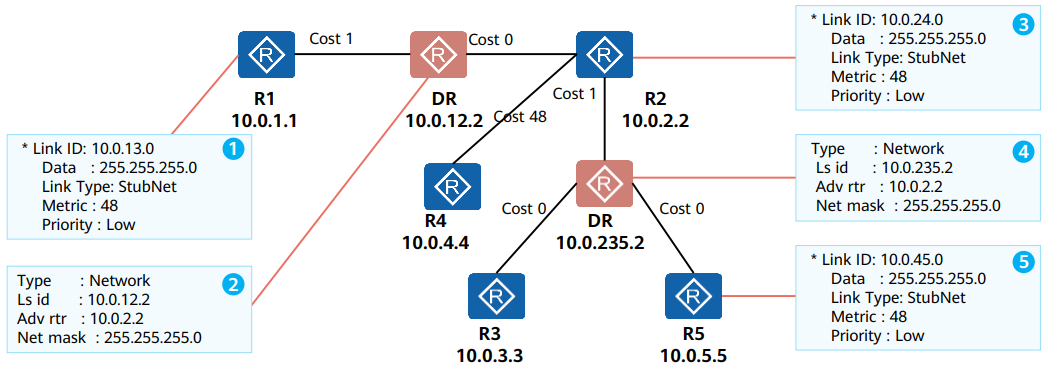 Cost 1
Cost 0
R
R
R
R1
10.0.1.1
DR
10.0.12.2
R2
10.0.2.2
* Link ID: 10.0.24.0
Data : 255.255.255.0
Link Type: StubNet
Metric : 48
Priority : Low
3
Cost 1
Cost 48
* Link ID: 10.0.13.0
Data : 255.255.255.0
Link Type: StubNet
Metric : 48
Priority : Low
1
R
R4
10.0.4.4
R
DR
10.0.235.2
Type : Network
Ls id : 10.0.235.2
Adv rtr : 10.0.2.2
Net mask : 255.255.255.0
4
Cost 0
Cost 0
Type : Network
Ls id : 10.0.12.2
Adv rtr : 10.0.2.2
Net mask : 255.255.255.0
2
R
R3
10.0.3.3
R
R5
10.0.5.5
* Link ID: 10.0.45.0
Data : 255.255.255.0
Link Type: StubNet
Metric : 48
Priority : Low
5